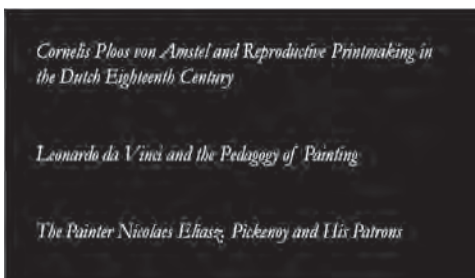 Cornelis Ploos von Amstel and Reproductive Printmaking in
the Dutch Eighteenth Century
Leonardo da Vinci and the Pedagogy of Painting
The Painter Nicolaes Eliasz. Pickenoy and His Patrons